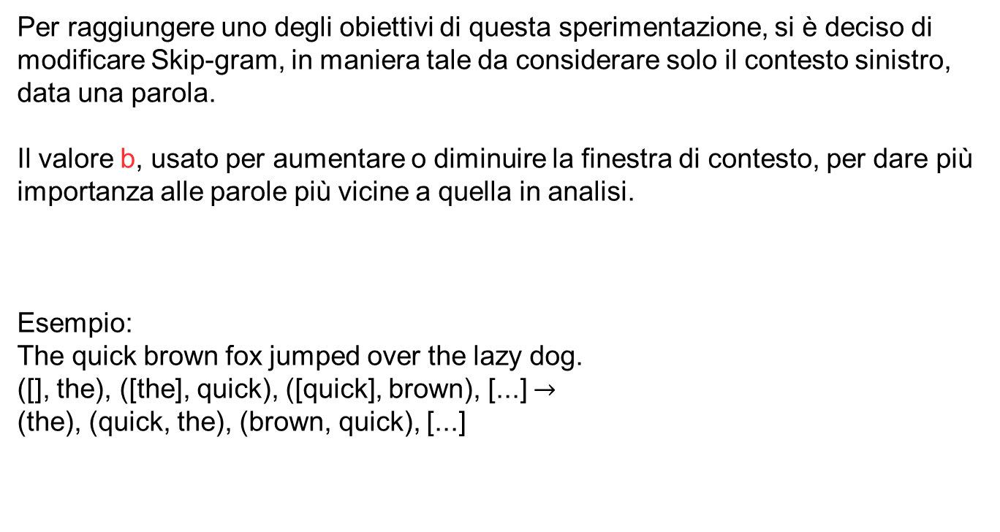 Per raggiungere uno degli obiettivi di questa sperimentazione, si è deciso di
modificare Skip-gram, in maniera tale da considerare solo il contesto sinistro,
data una parola.
Il valore b, usato per aumentare o diminuire la finestra di contesto, per dare più
importanza alle parole più vicine a quella in analisi.
Esempio:
The quick brown fox jumped over the lazy dog.
([], the), ([the], quick), ([quick], brown), [...] →
(the), (quick, the), (brown, quick), [...]